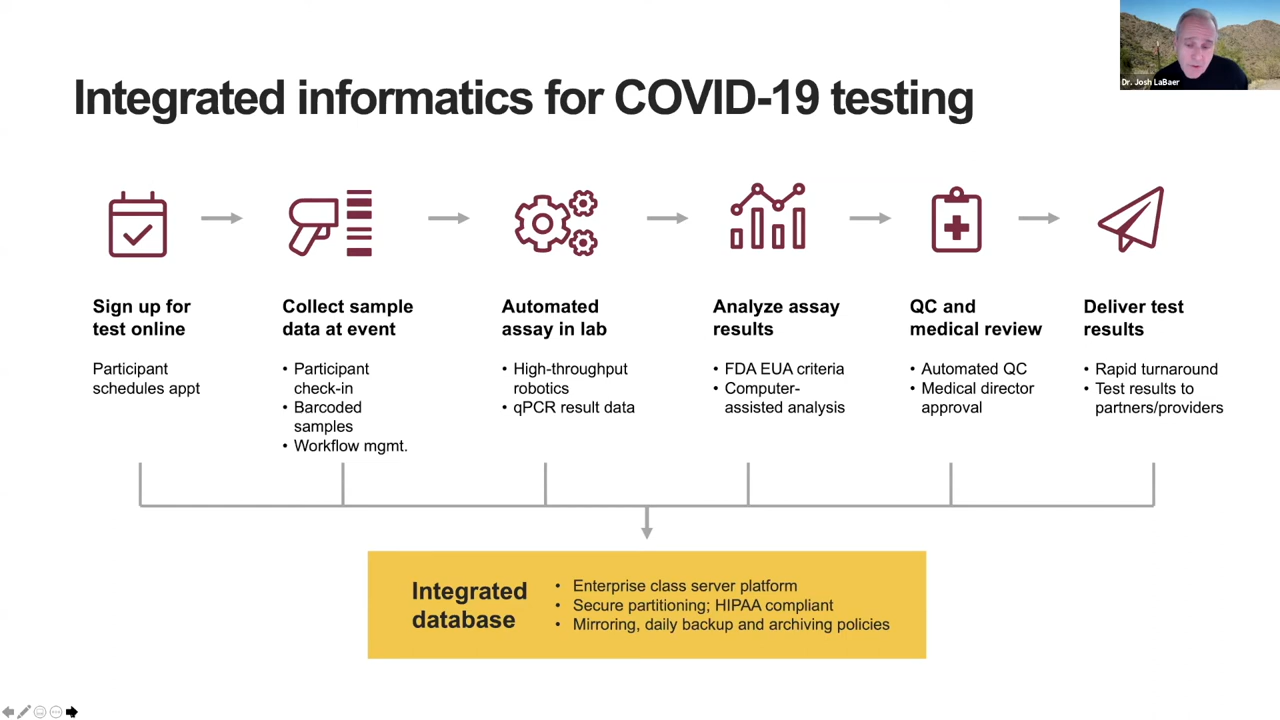 Dr. Josh LaBaer
Integrated informatics for COVID-19 testing
Sign up for
test online
Participant
schedules appt
Collect sample
data at event
• Participant
check-in
• Barcoded
samples
• Workflow mgmt.
Automated
assay in lab
• High-throughput
robotics
• qPCR result data
Analyze assay
results
• FDA EUA criteria
• Computer-
assisted analysis
QC and
medical review
• Automated QC
• Medical director
approval
Deliver test
results
• Rapid turnaround
• Test results to
partners/providers
Integrated
database
• Enterprise class server platform
• Secure partitioning; HIPAA compliant
• Mirroring, daily backup and archiving policies